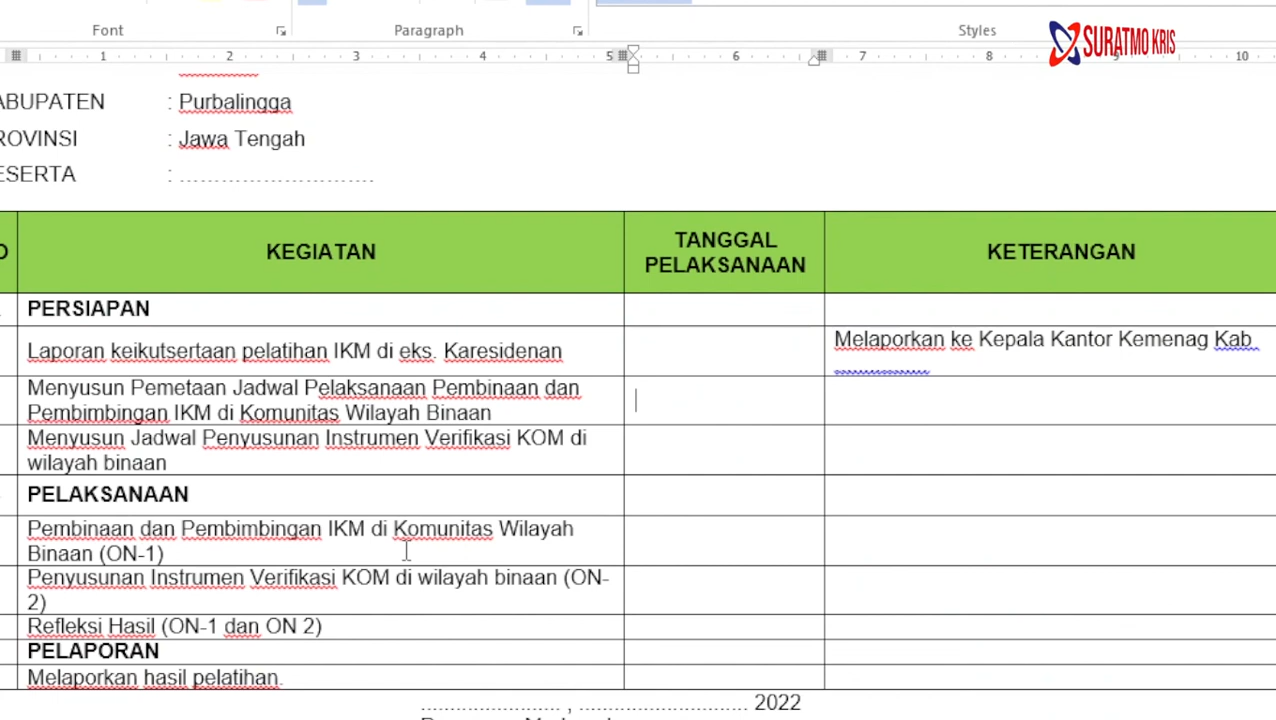 Font Paragraph Styles
SURATMO KRIS
1 2 3 4 5 6 7 8 9 10
ABUPATEN : Purbalingga
ROVINSI : Jawa Tengah
ESERTA : ............................
KEGIATAN
TANGGAL
PELAKSANAAN
KETERANGAN
PERSIAPAN
Laporan keikutsertaan pelatihan IKM di eks. Karesidenan
Melaporkan ke Kepala Kantor Kemenag Kab.
................
Menyusun Pemetaan Jadwal Pelaksanaan Pembinaan dan
Pembimbingan IKM di Komunitas Wilayah Binaan
Menyusun Jadwal Penyusunan Instrumen Verifikasi KOM di
wilayah binaan
PELAKSANAAN
Pembinaan dan Pembimbingan IKM di Komunitas Wilayah
Binaan (ON-1)
Penyusunan Instrumen Verifikasi KOM di wilayah binaan (ON-
2)
Refleksi Hasil (ON-1 dan ON 2)
PELAPORAN
Melaporkan hasil pelatihan.
........................ , ............................. 2022